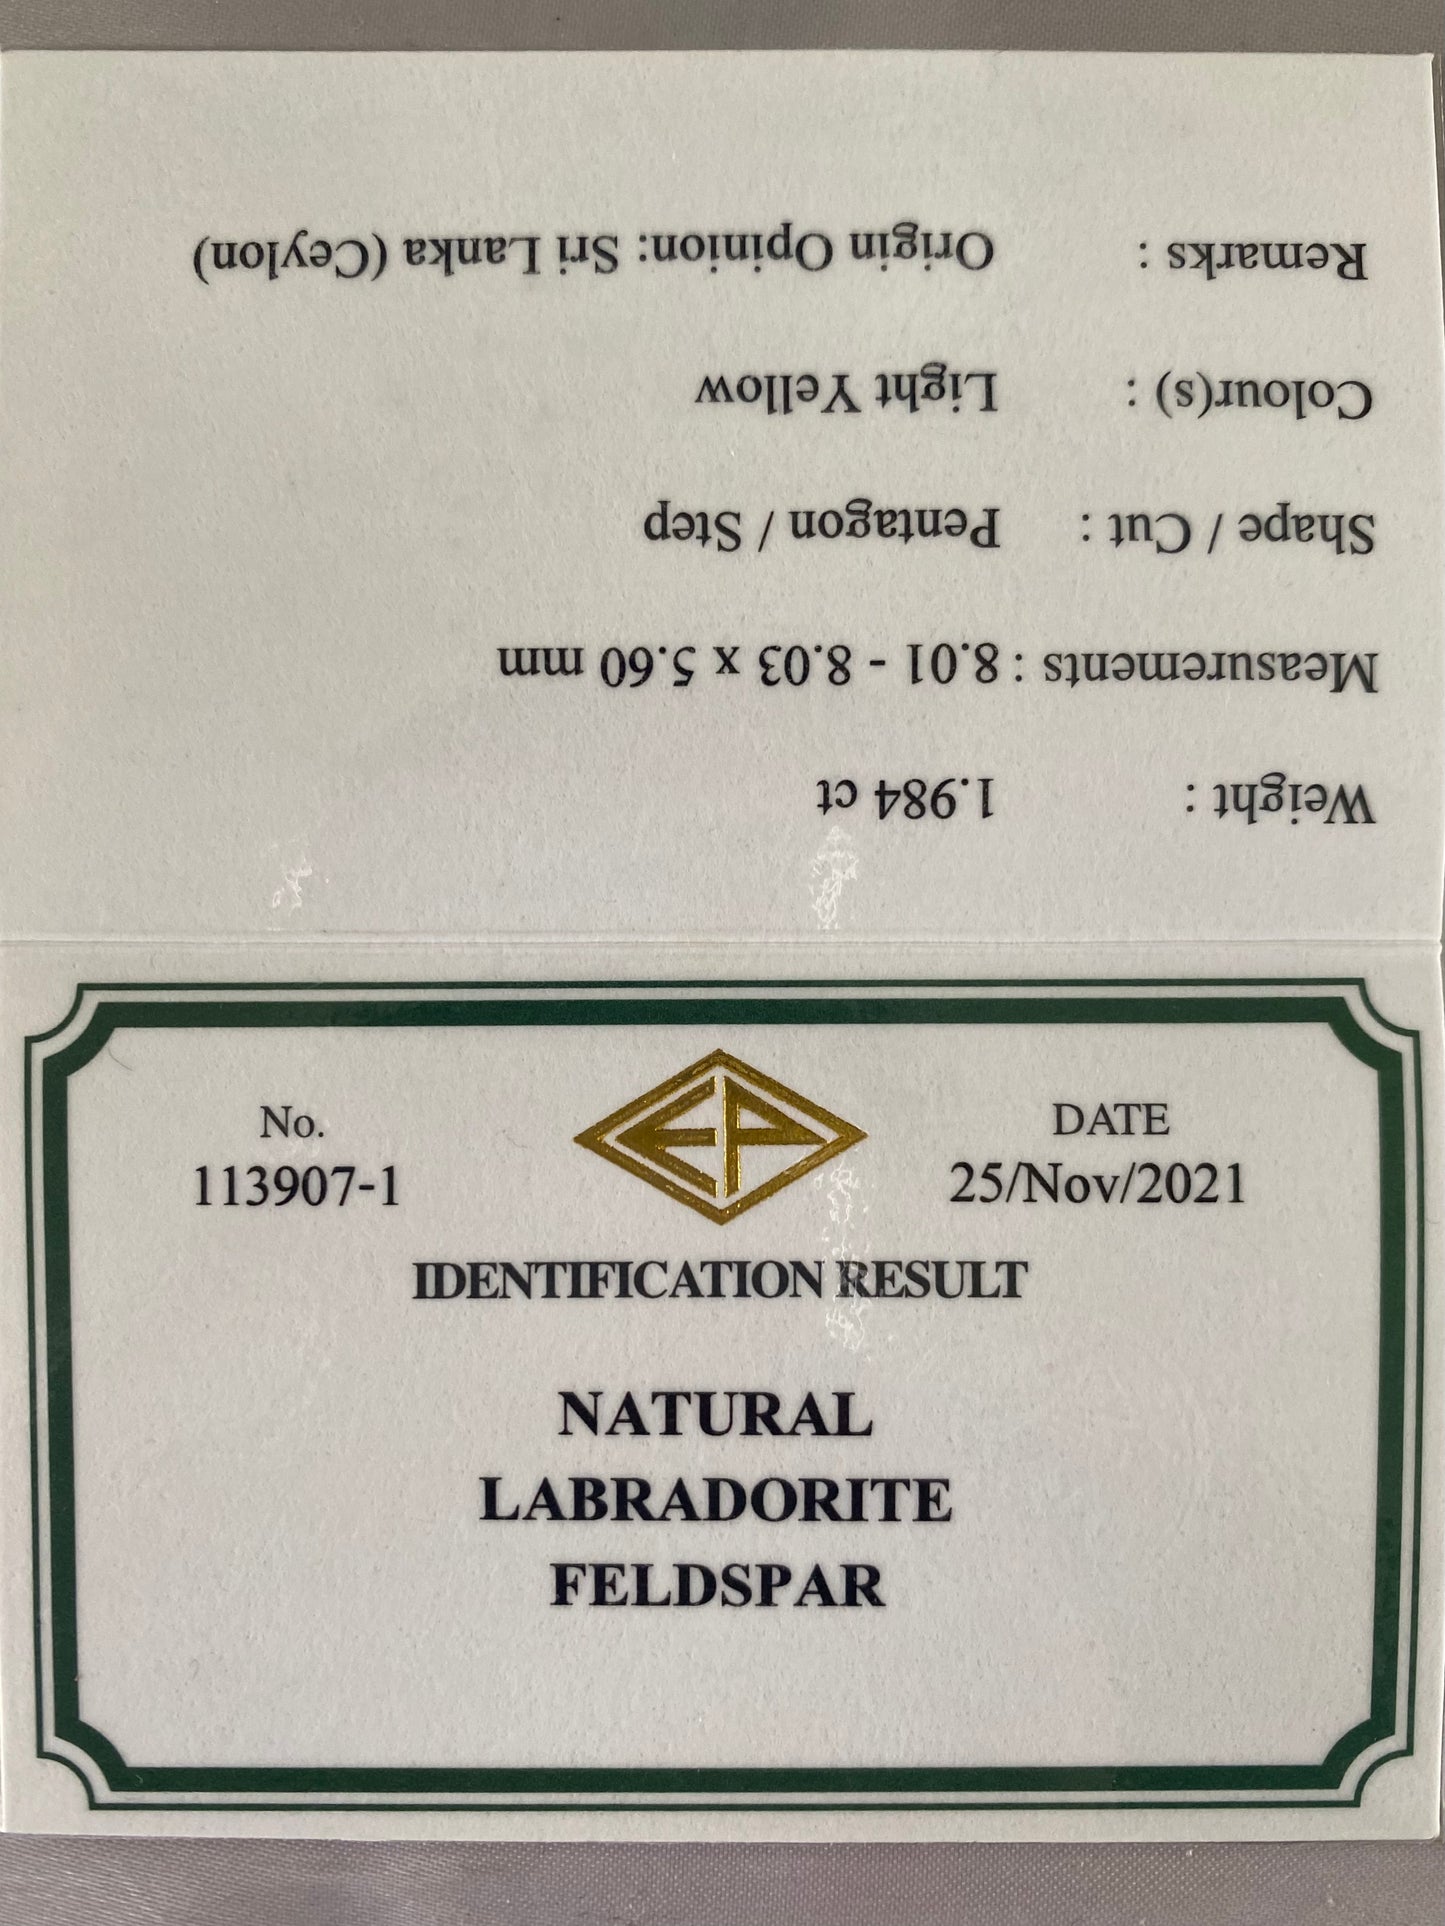 No.
113907-1
EP
DATE
25/Nov/2021
IDENTIFICATION RESULT
NATURAL
LABRADORITE
FELDSPAR
Weight : 1.984 ct
Measurements : 8.01 - 8.03 x 5.60 mm
Shape / Cut : Pentagon / Step
Colour(s) : Light Yellow
Remarks : Origin Opinion: Sri Lanka (Ceylon)